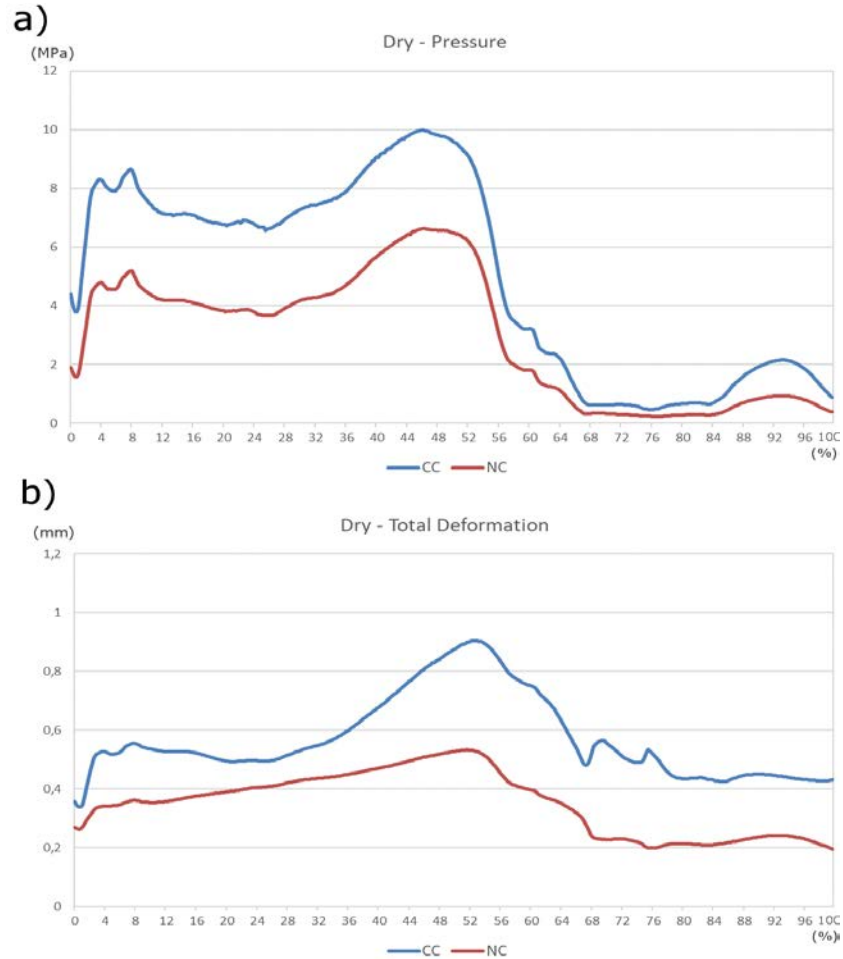 a)
Dry - Pressure
(MPa)
12
10
8
6
4
2
0
0 4 8 12 16 20 24 28 32 36 40 44 48 52 56 60 64 68 72 76 80 84 88 92 96 100
(%)
CC NC
b)
Dry - Total Deformation
(mm)
1,2
1
0,8
0,6
0,4
0,2
0
0 4 8 12 16 20 24 28 32 36 40 44 48 52 56 60 64 68 72 76 80 84 88 92 96 100
(%)
CC NC